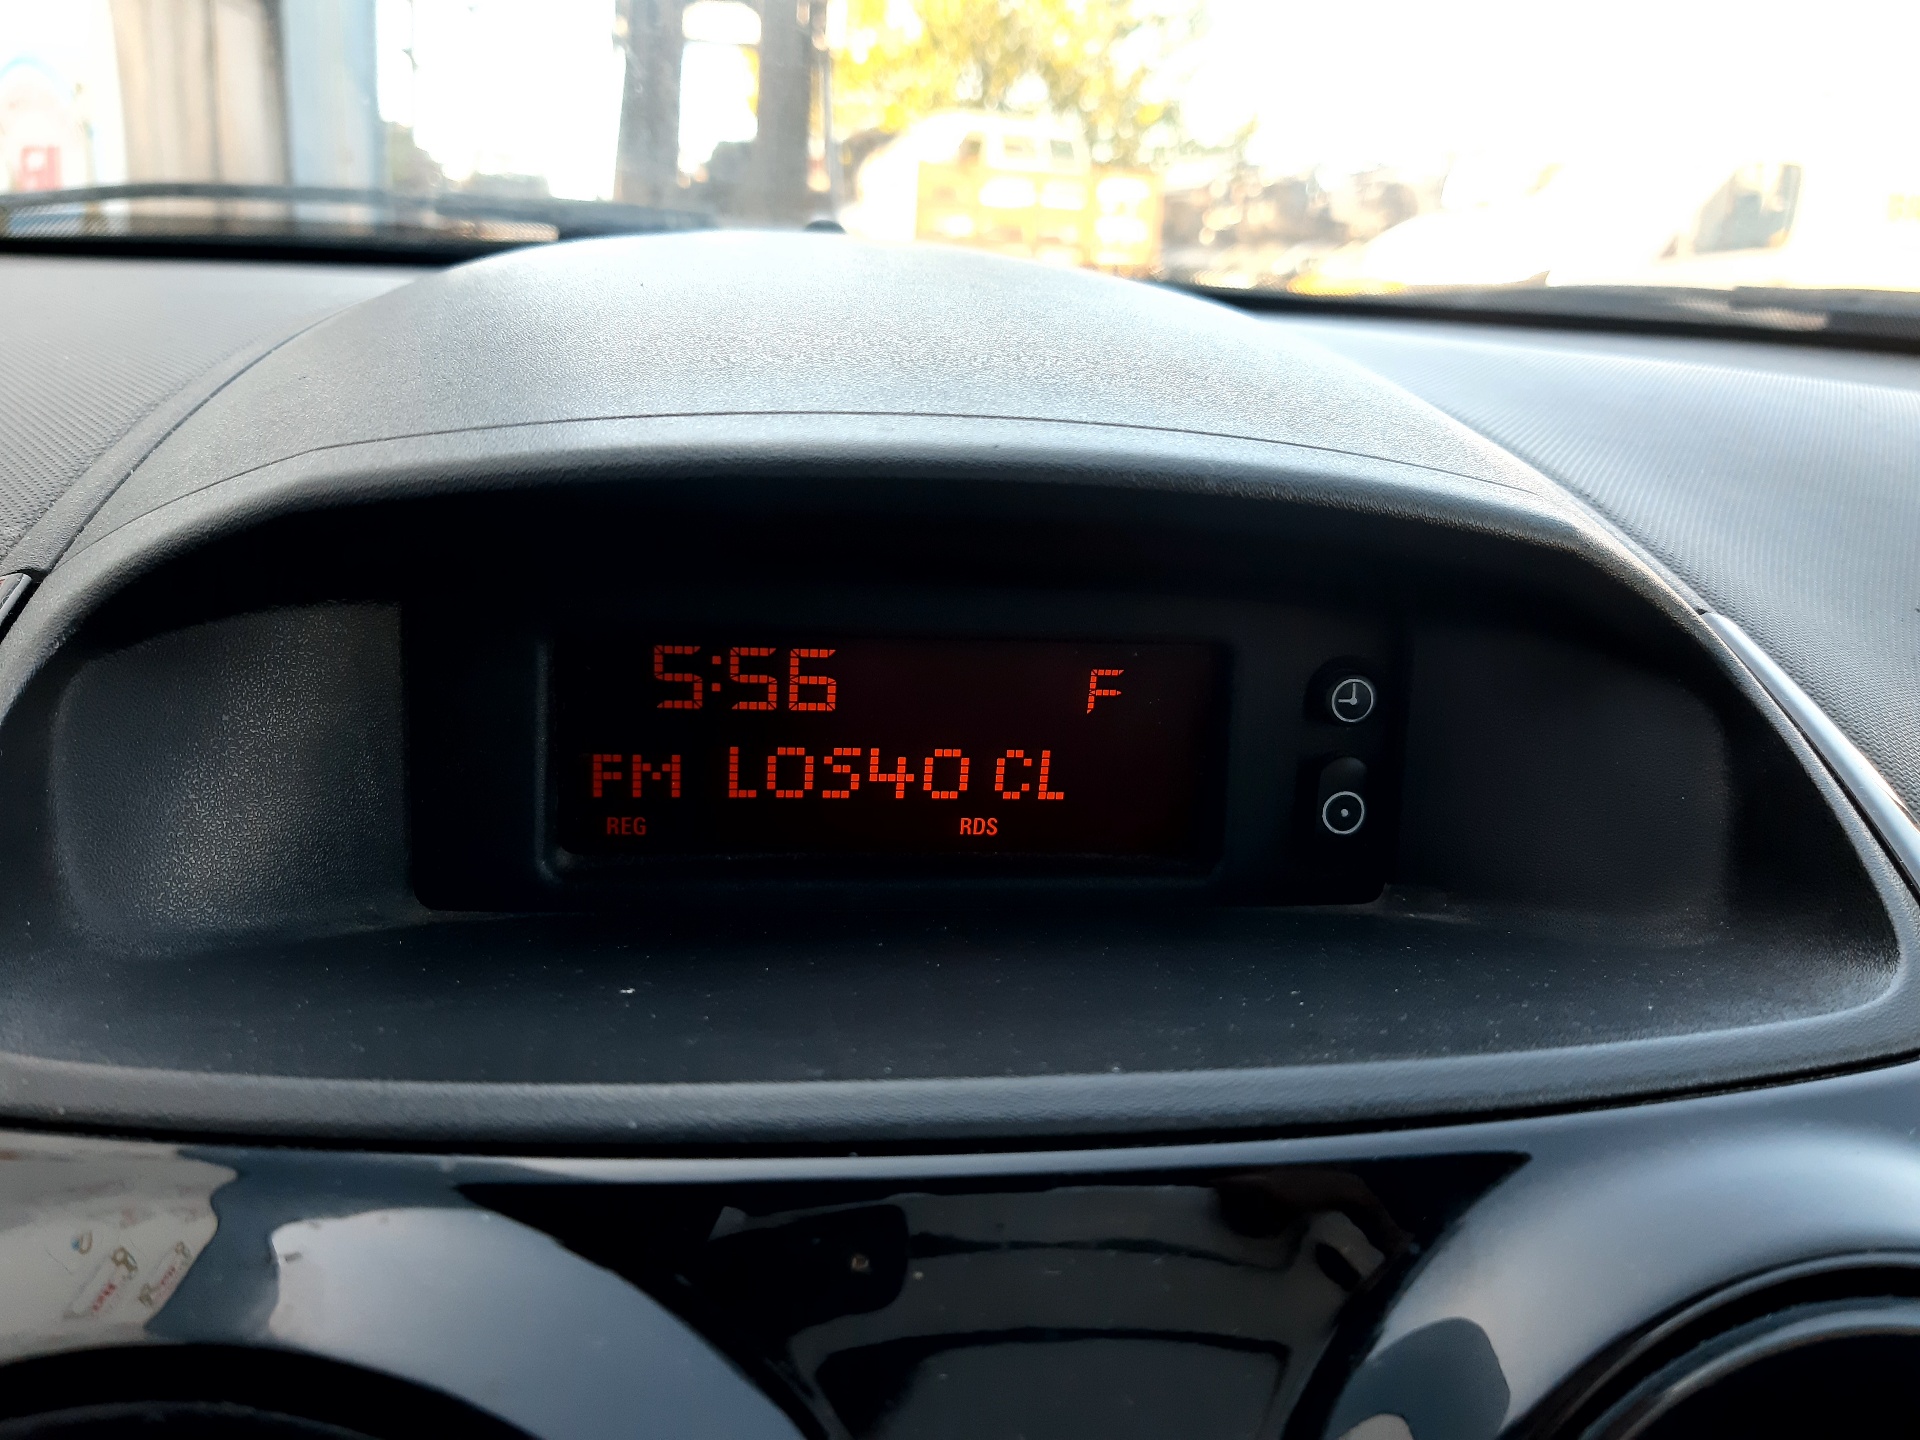 5:56 F
FM LOS40 CL
REG RDS